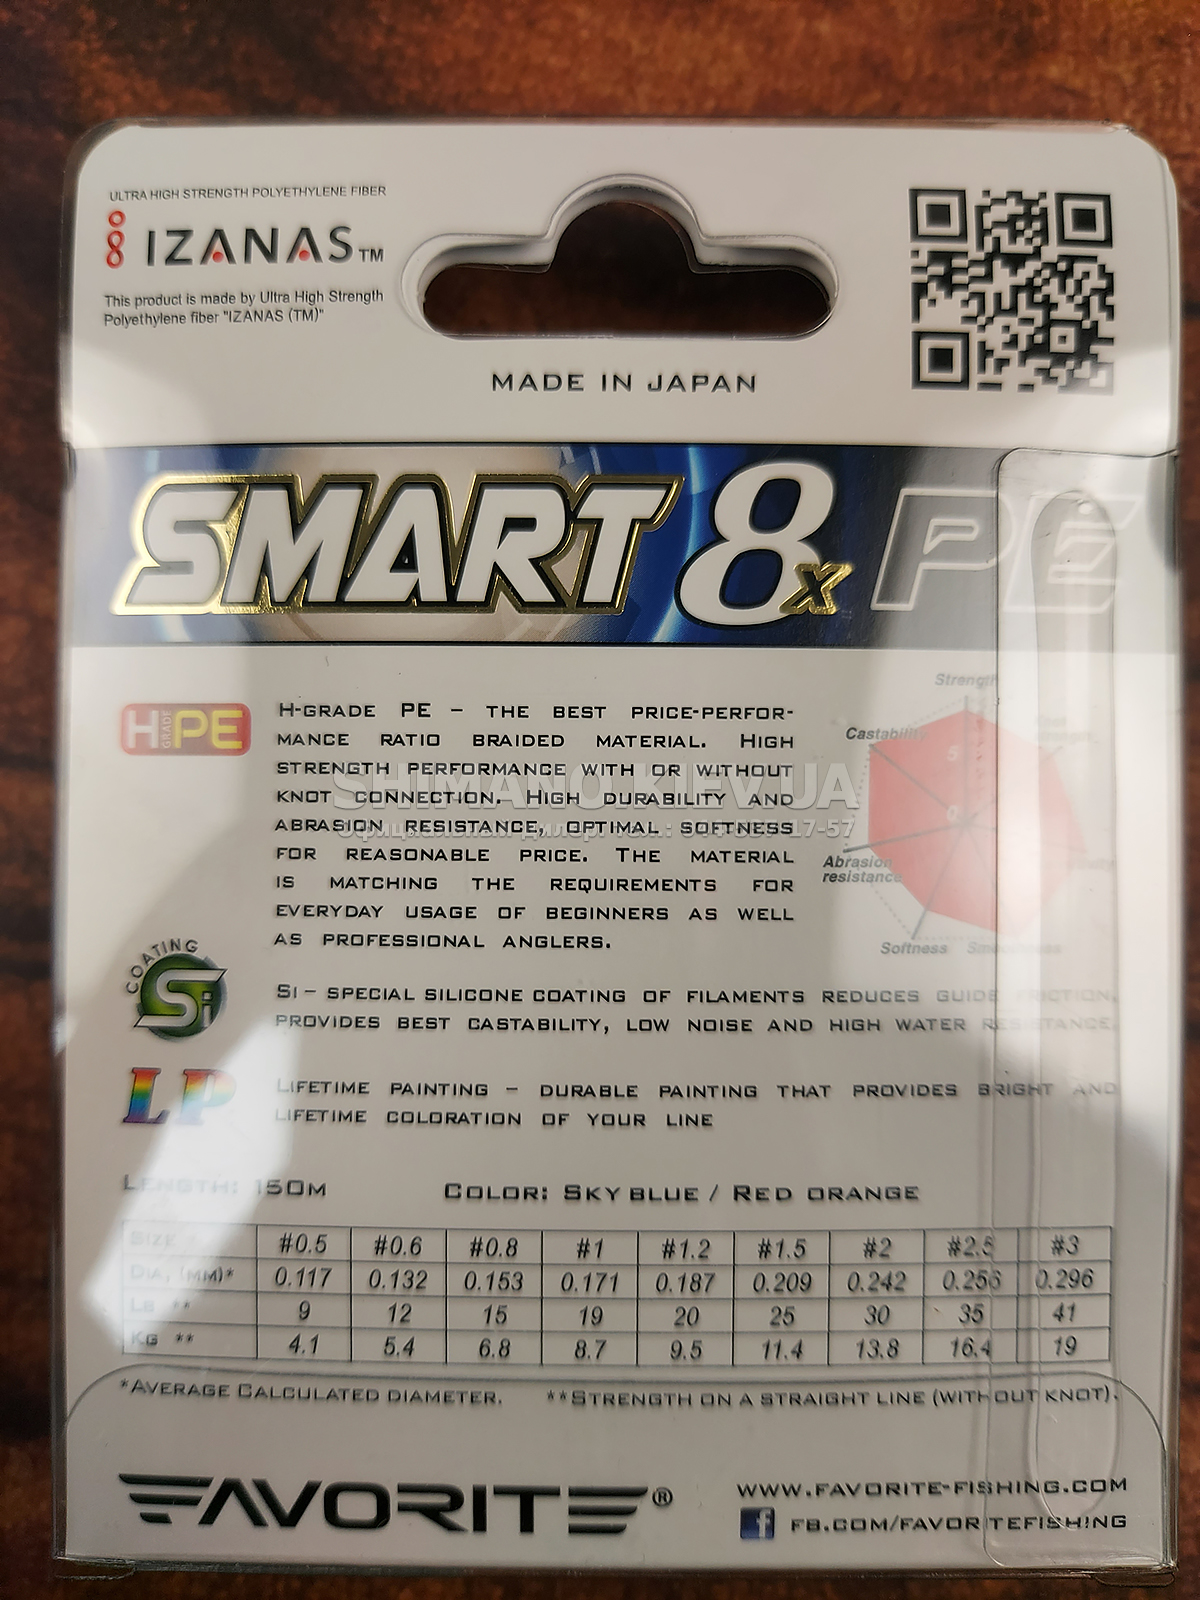 ULTRA HIGH STRENGTH POLYETHYLENE FIBER
IZANAS TM
This product is made by Ultra High Strength
Polyethylene fiber "IZANAS (TM)"
MADE IN JAPAN
SMART 8x PE
Strength
Castability
Abrasion
resistance
Softness
H GRADE PE
H-GRADE PE – THE BEST PRICE-PERFOR-
MANCE RATIO BRAIDED MATERIAL. HIGH
STRENGTH PERFORMANCE WITH OR WITHOUT
KNOT CONNECTION. HIGH DURABILITY AND
ABRASION RESISTANCE, OPTIMAL SOFTNESS
FOR REASONABLE PRICE. THE MATERIAL
IS MATCHING THE REQUIREMENTS FOR
EVERYDAY USAGE OF BEGINNERS AS WELL
AS PROFESSIONAL ANGLERS.
SHIMANO.KIEV.UA
COATING
Si
SI – SPECIAL SILICONE COATING OF FILAMENTS REDUCES GUIDE FRICTION,
PROVIDES BEST CASTABILITY, LOW NOISE AND HIGH WATER RESISTANCE.
LP
LIFETIME PAINTING – DURABLE PAINTING THAT PROVIDES BRIGHT AND
LIFETIME COLORATION OF YOUR LINE
LENGTH: 150M COLOR: SKY BLUE / RED ORANGE
SIZE #0.5 #0.6 #0.8 #1 #1.2 #1.5 #2 #2.5 #3
DIA, (MM)* 0.117 0.132 0.153 0.171 0.187 0.209 0.242 0.256 0.296
LB ** 9 12 15 19 20 25 30 35 41
KG ** 4.1 5.4 6.8 8.7 9.5 11.4 13.8 16.4 19
*AVERAGE CALCULATED DIAMETER. **STRENGTH ON A STRAIGHT LINE (WITHOUT KNOT).
FAVORITE®
WWW.FAVORITE-FISHING.COM
f FB.COM/FAVORITEFISHING